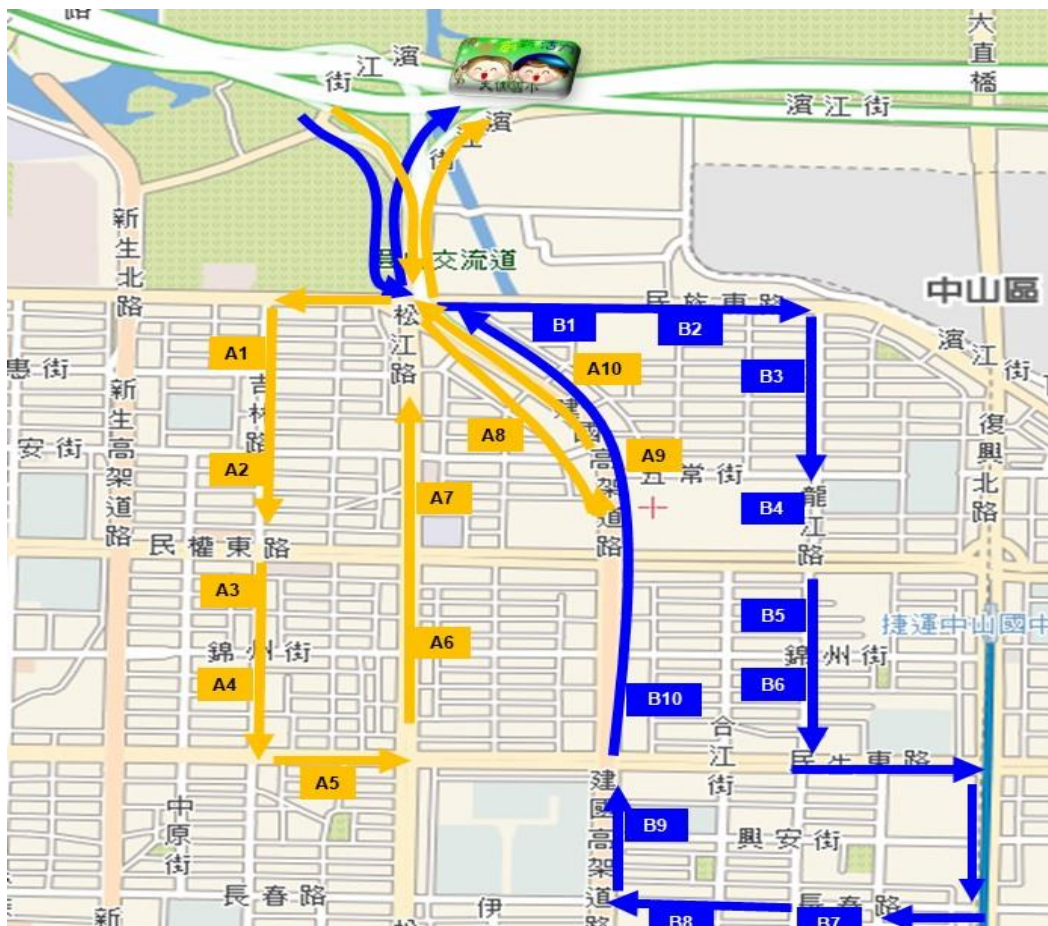 路
濱江街
大直橋
天使國小
濱江街
濱江街
新生北路
交流道
民族東路
中山區
松江路
B1
B2
A1
A10
B3
濱江街
惠街
吉林路
新生高架道路
建國高架道路
A8
A9
復興北路
安街
A2
五常街
A7
B4
龍江路
民權東路
A3
B5
捷運中山國中
錦州街
A6
錦州街
A4
B6
B10
合江街
A5
民生東路
中原街
建國高架道路
B9
興安街
長春路
長春路
伊
新
松
B8
B7